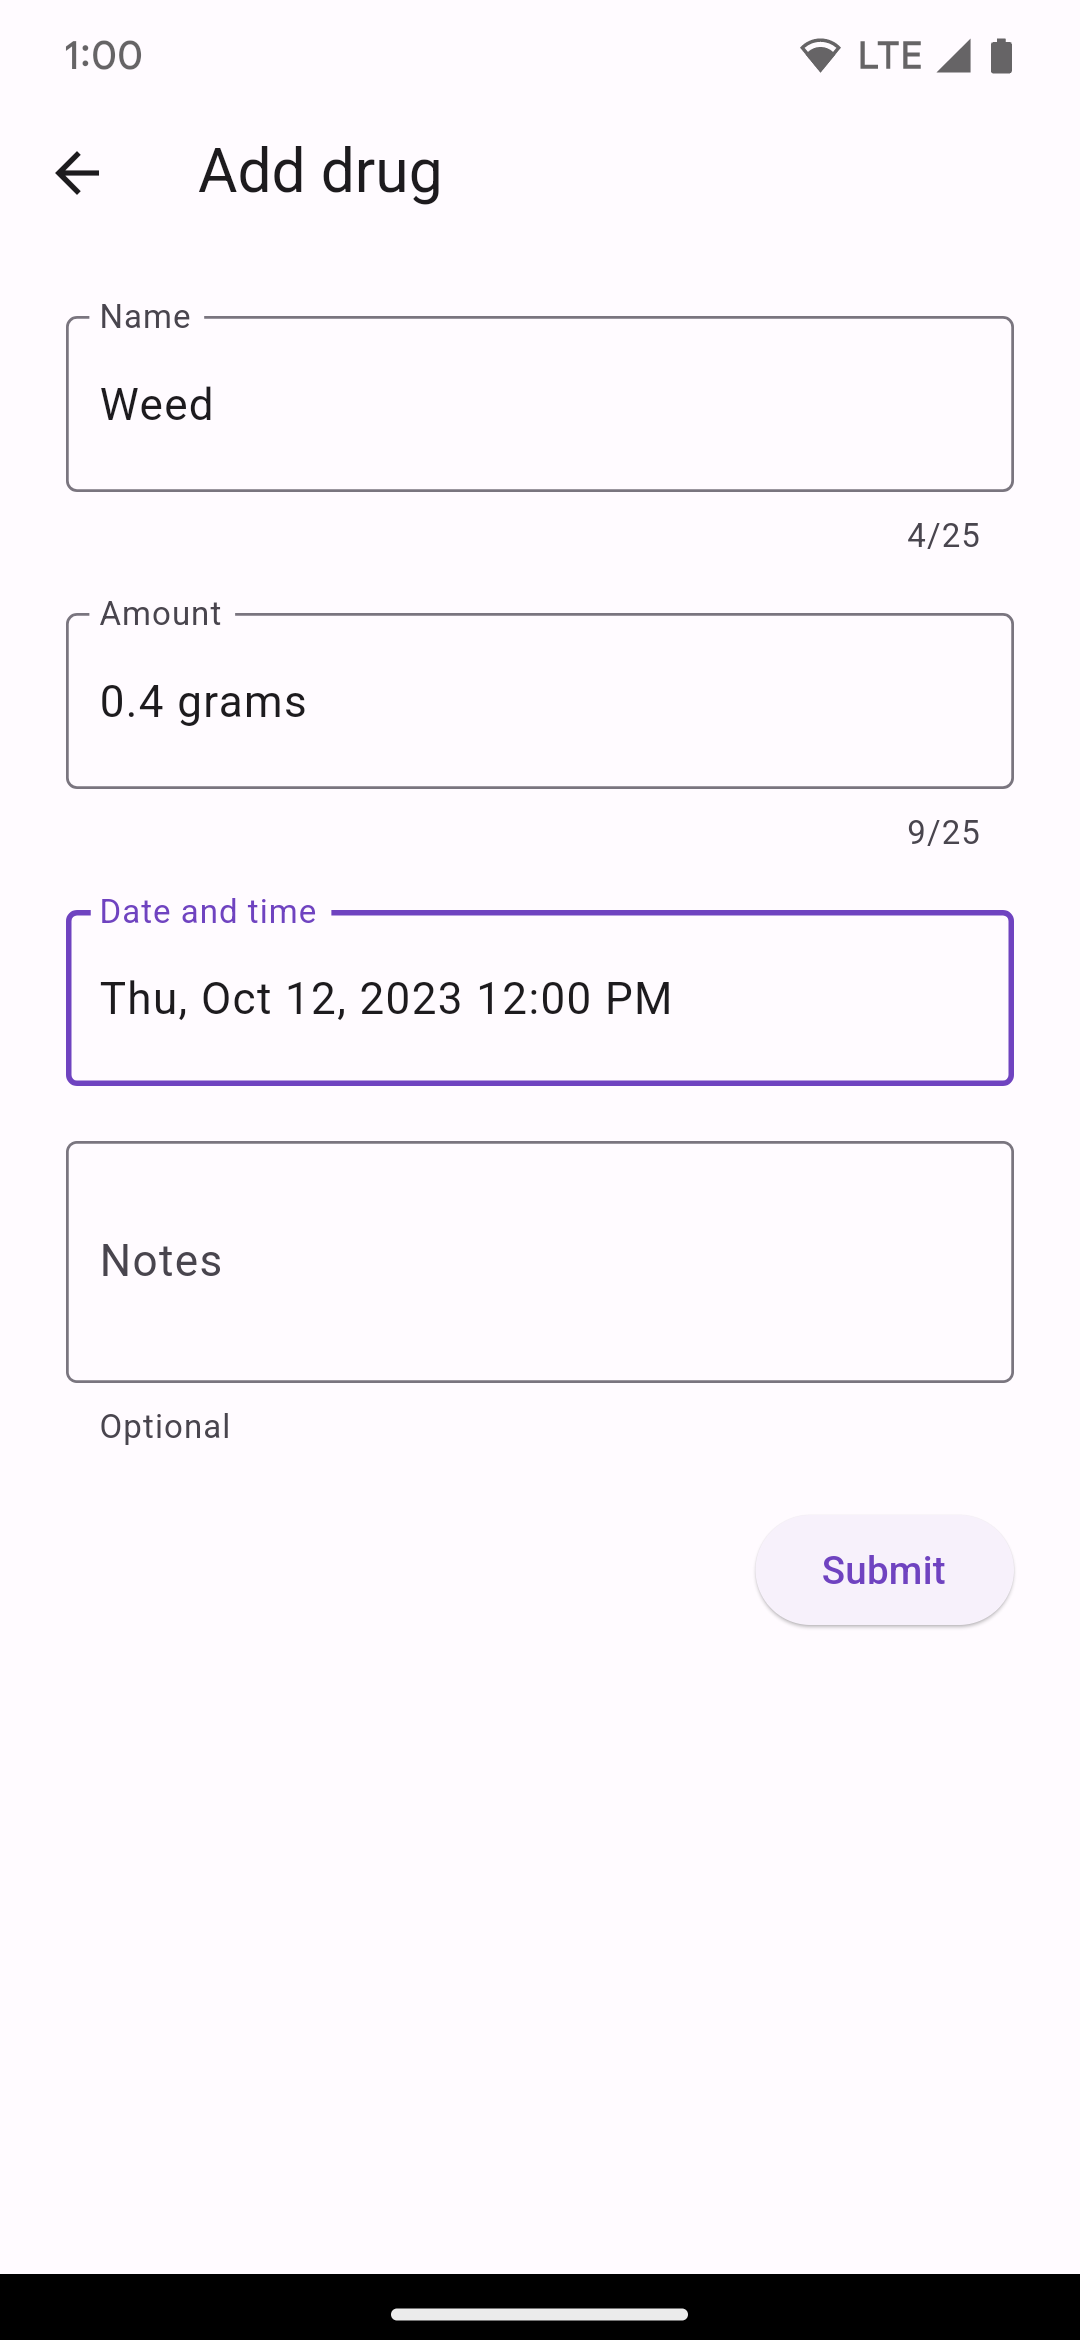 1:00 LTE
Add drug
Name
Weed
4/25
Amount
0.4 grams
9/25
Date and time
Thu, Oct 12, 2023 12:00 PM
Notes
Optional
Submit